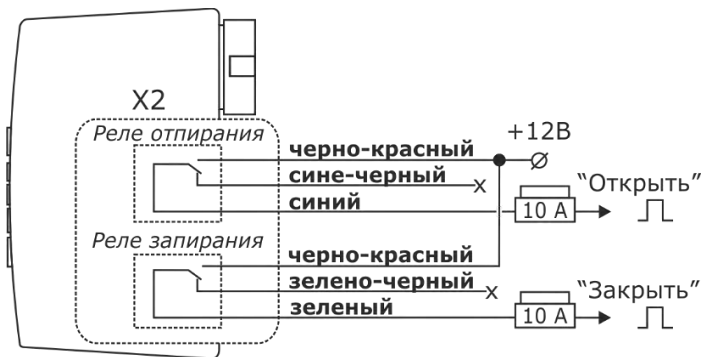 X2
Реле отпирания
+12В
черно-красный
сине-черный
x
синий
10 А
“Открыть”
Реле запирания
черно-красный
зелено-черный
x
зеленый
10 А
“Закрыть”